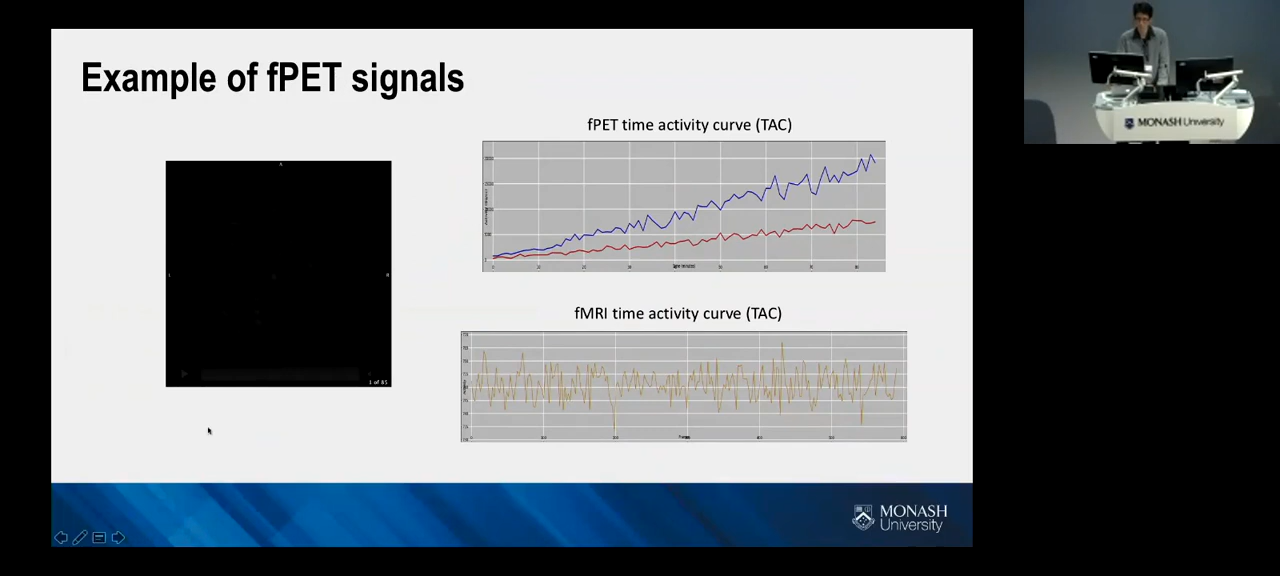 Example of fPET signals
fPET time activity curve (TAC)
A
L
R
1 of 85
fMRI time activity curve (TAC)
MONASH
University
MONASH University